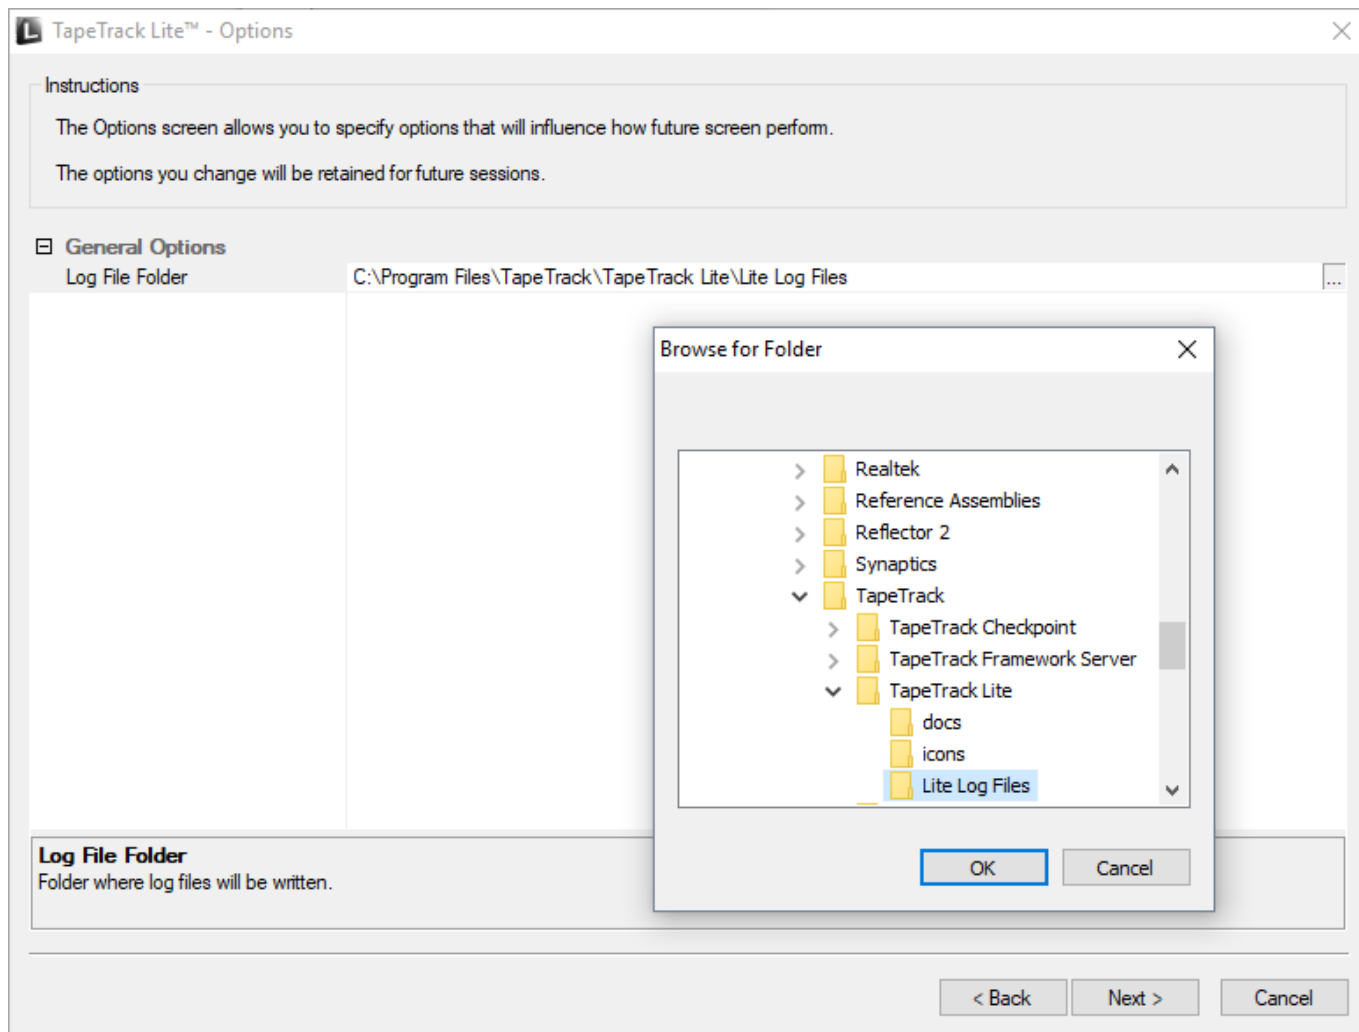 TapeTrack Lite™ - Options
Instructions
The Options screen allows you to specify options that will influence how future screen perform.
The options you change will be retained for future sessions.
General Options
Log File Folder
C:\Program Files\TapeTrack\TapeTrack Lite\Lite Log Files
...
Browse for Folder
Realtek
Reference Assemblies
Reflector 2
Synaptics
TapeTrack
TapeTrack Checkpoint
TapeTrack Framework Server
TapeTrack Lite
docs
icons
Lite Log Files
OK
Cancel
Log File Folder
Folder where log files will be written.
< Back
Next >
Cancel